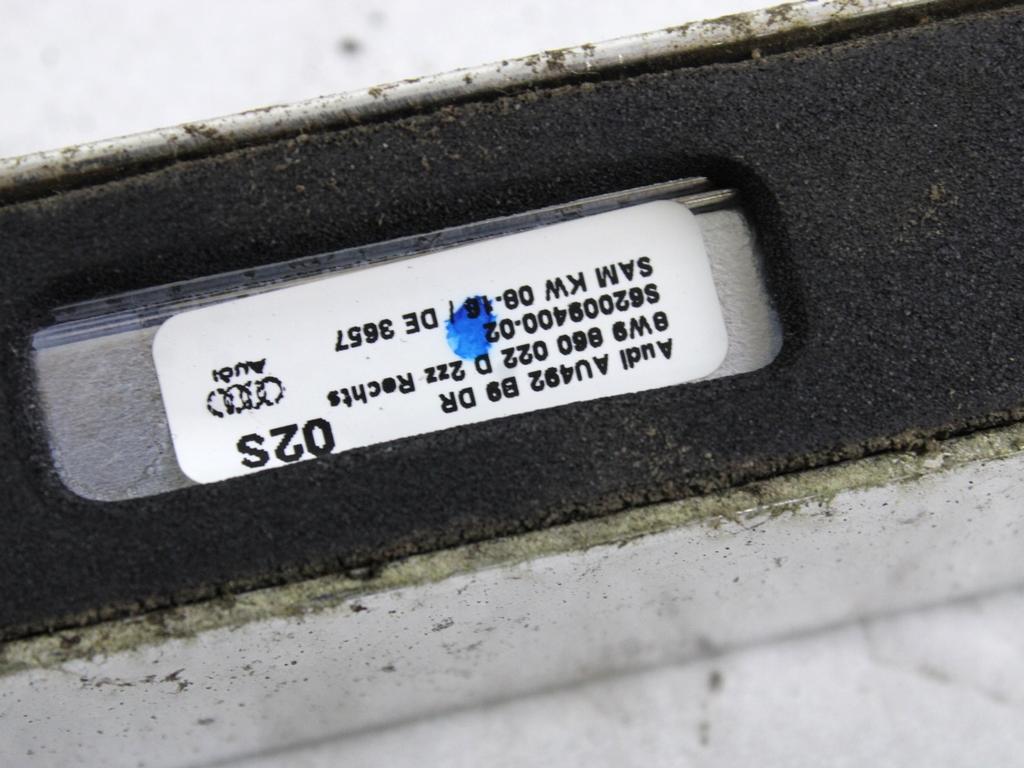 Audi AU492 B9 DR
8W9 860 022 D 2zz Rechts
S62009400-02
SAM KW 08-16 / DE 3657
02S
Audi